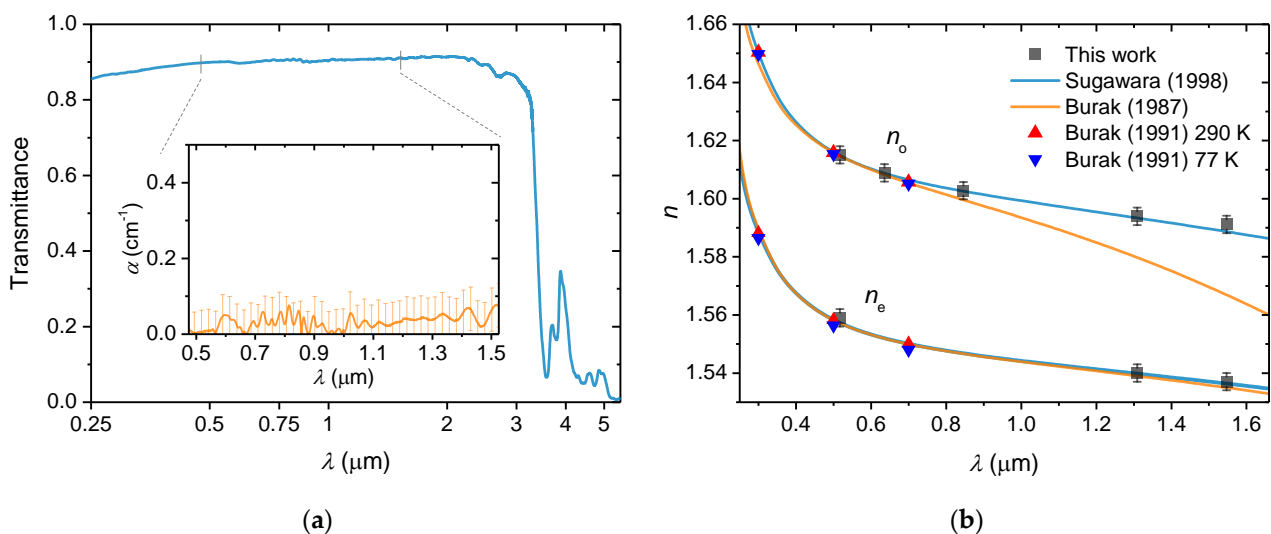 1.0
0.8
0.6
0.4
0.2
0.0
Transmittance
0.25 0.5 0.75 1 2 3 4 5
λ (μm)
0.4
0.2
0.0
α (cm-1)
0.5 0.7 0.9 1.1 1.3 1.5
λ (μm)
(a)
1.66
1.64
1.62
1.60
1.58
1.56
1.54
n
This work
Sugawara (1998)
Burak (1987)
Burak (1991) 290 K
Burak (1991) 77 K
no
ne
0.4 0.6 0.8 1.0 1.2 1.4 1.6
λ (μm)
(b)